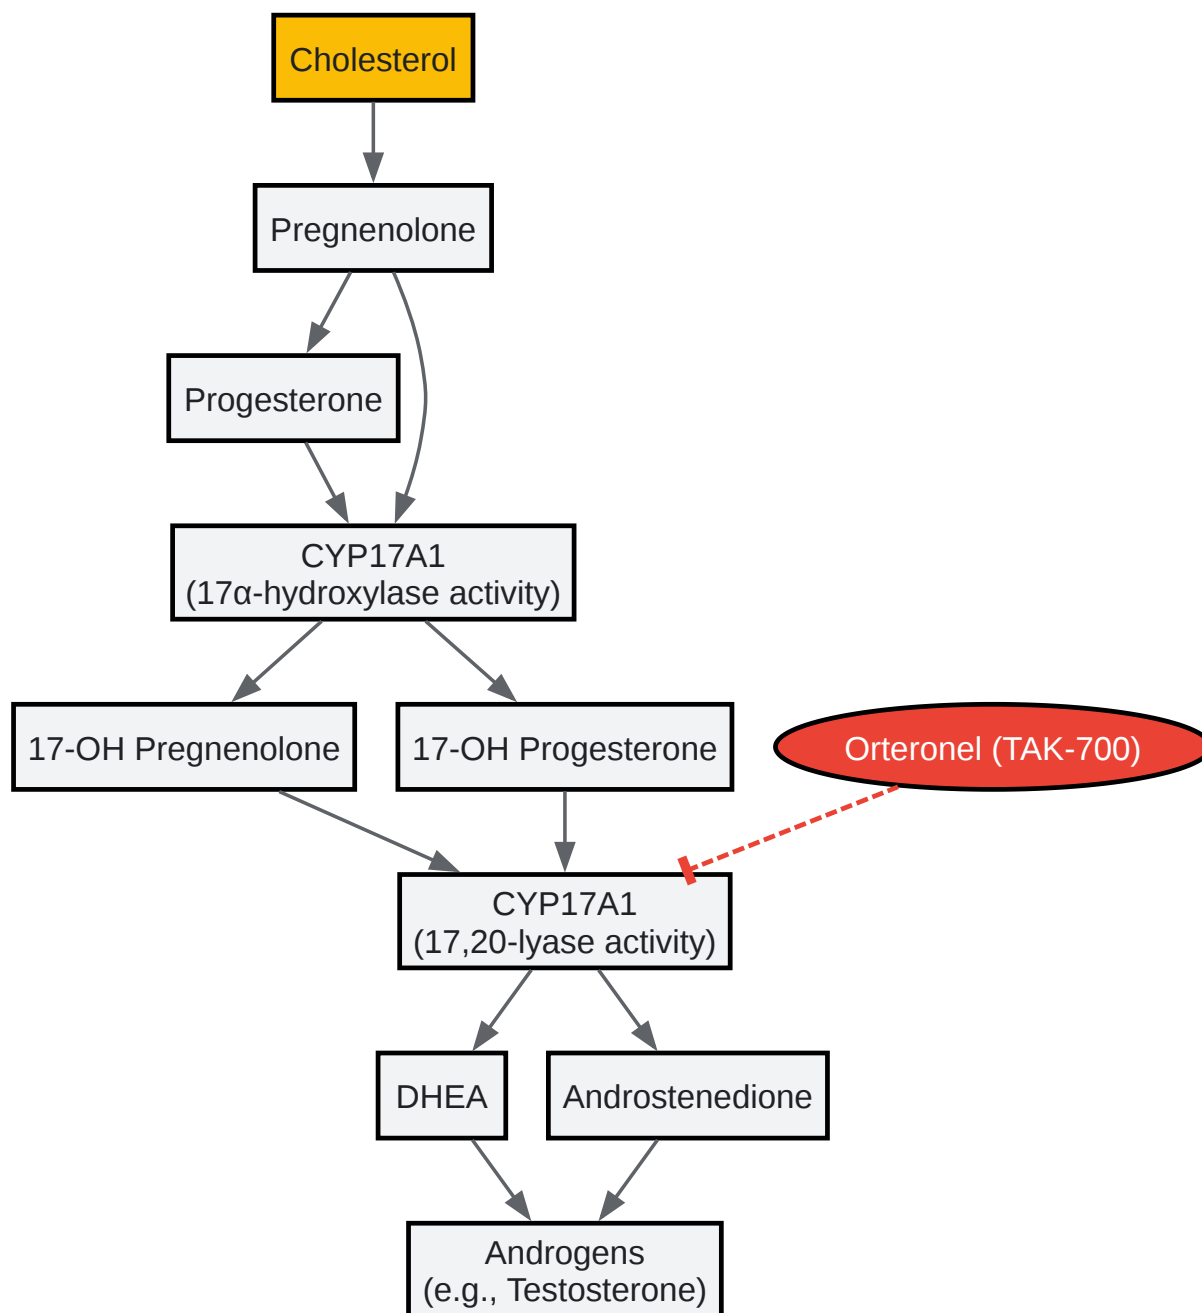 Cholesterol
Pregnenolone
Progesterone
CYP17A1
(17α-hydroxylase activity)
17-OH Pregnenolone
17-OH Progesterone
Orteronel (TAK-700)
CYP17A1
(17,20-lyase activity)
DHEA
Androstenedione
Androgens
(e.g., Testosterone)